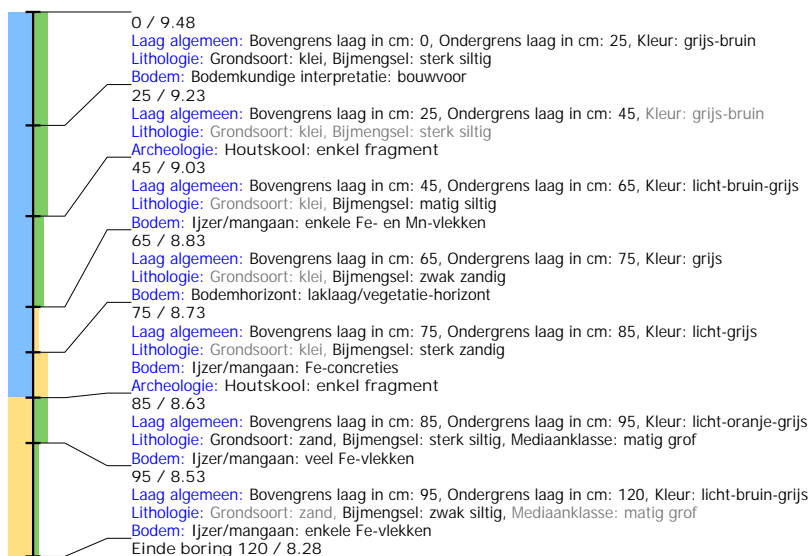 0 / 9.48
Laag algemeen: Bovengrens laag in cm: 0, Ondergrens laag in cm: 25, Kleur: grijs-bruin
Lithologie: Grondsoort: klei, Bijmengsel: sterk siltig
Bodem: Bodemkundige interpretatie: bouwvoor
25 / 9.23
Laag algemeen: Bovengrens laag in cm: 25, Ondergrens laag in cm: 45, Kleur: grijs-bruin
Lithologie: Grondsoort: klei, Bijmengsel: sterk siltig
Archeologie: Houtskool: enkel fragment
45 / 9.03
Laag algemeen: Bovengrens laag in cm: 45, Ondergrens laag in cm: 65, Kleur: licht-bruin-grijs
Lithologie: Grondsoort: klei, Bijmengsel: matig siltig
Bodem: Ijzer/mangaan: enkele Fe- en Mn-vlekken
65 / 8.83
Laag algemeen: Bovengrens laag in cm: 65, Ondergrens laag in cm: 75, Kleur: grijs
Lithologie: Grondsoort: klei, Bijmengsel: zwak zandig
Bodem: Bodemhorizont: laklaag/vegetatie-horizont
75 / 8.73
Laag algemeen: Bovengrens laag in cm: 75, Ondergrens laag in cm: 85, Kleur: licht-grijs
Lithologie: Grondsoort: klei, Bijmengsel: sterk zandig
Bodem: Ijzer/mangaan: Fe-concreties
Archeologie: Houtskool: enkel fragment
85 / 8.63
Laag algemeen: Bovengrens laag in cm: 85, Ondergrens laag in cm: 95, Kleur: licht-oranje-grijs
Lithologie: Grondsoort: zand, Bijmengsel: sterk siltig, Mediaanklasse: matig grof
Bodem: Ijzer/mangaan: veel Fe-vlekken
95 / 8.53
Laag algemeen: Bovengrens laag in cm: 95, Ondergrens laag in cm: 120, Kleur: licht-bruin-grijs
Lithologie: Grondsoort: zand, Bijmengsel: zwak siltig, Mediaanklasse: matig grof
Bodem: Ijzer/mangaan: enkele Fe-vlekken
Einde boring 120 / 8.28